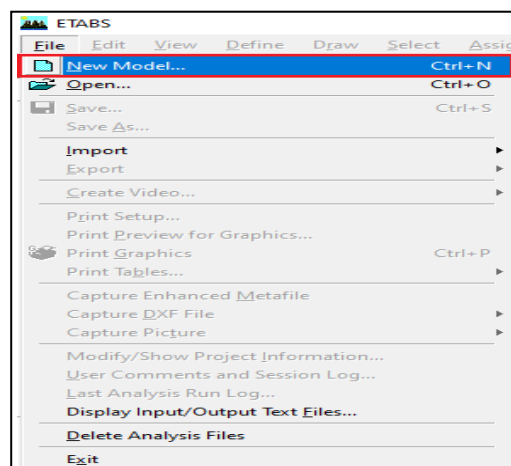 ETABS
File Edit View Define Draw Select Assig
New Model... Ctrl+N
Open... Ctrl+O
Save... Ctrl+S
Save As...
Import
Export
Create Video...
Print Setup...
Print Preview for Graphics...
Print Graphics Ctrl+P
Print Tables...
Capture Enhanced Metafile
Capture DXF File
Capture Picture
Modify/Show Project Information...
User Comments and Session Log...
Last Analysis Run Log...
Display Input/Output Text Files...
Delete Analysis Files
Exit